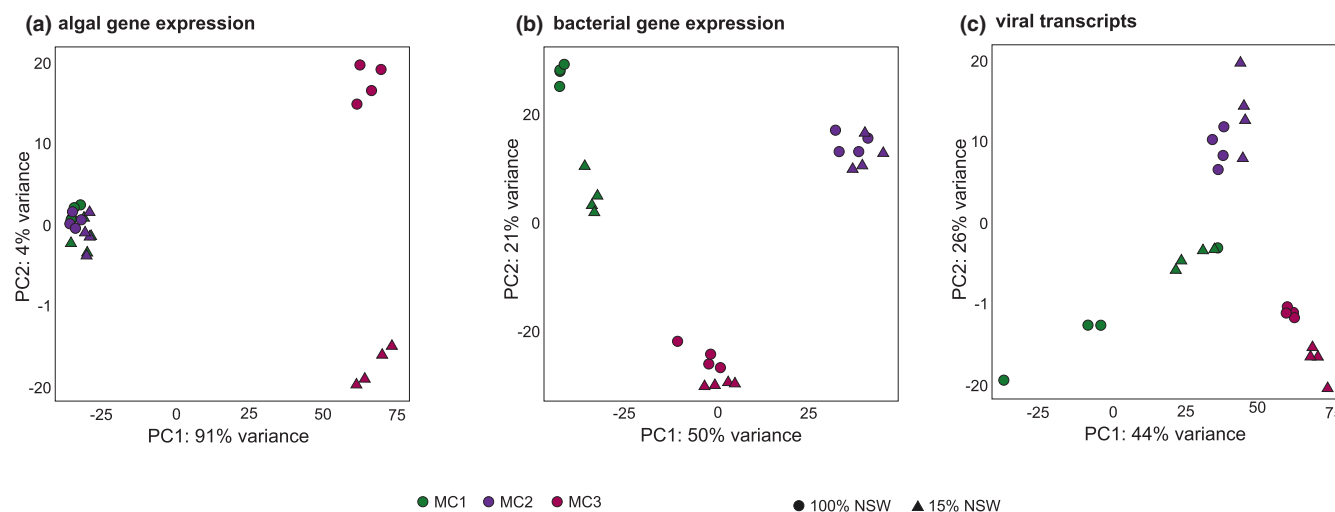 (a) algal gene expression
20
10
0
-1
-20
PC2: 4% variance
-25 0 25 50 75
PC1: 91% variance
(b) bacterial gene expression
20
0
-20
PC2: 21% variance
-25 0 25
PC1: 50% variance
(c) viral transcripts
20
10
0
-1
-20
PC2: 26% variance
-25 0 25 50
PC1: 44% variance
MC1 MC2 MC3
100% NSW 15% NSW